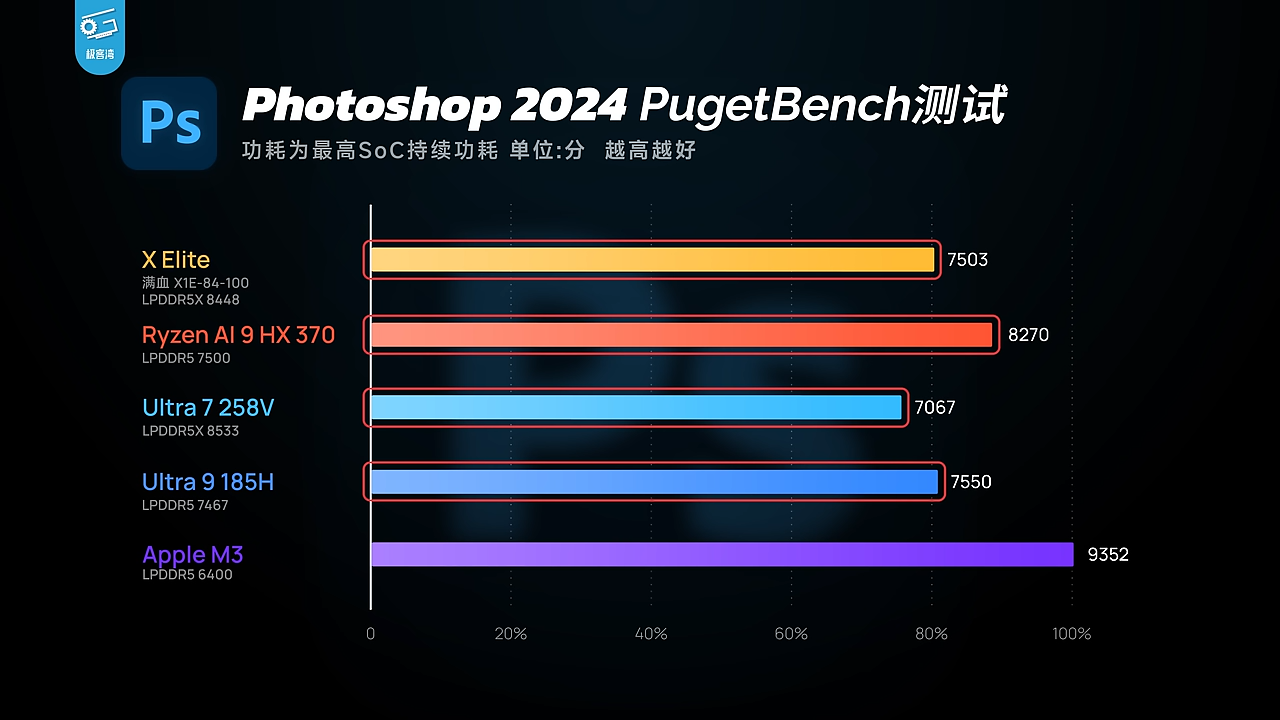 极客湾
Ps
Photoshop 2024 PugetBench测试
功耗为最高SoC持续功耗 单位:分 越高越好
X Elite
满血 X1E-84-100
LPDDR5X 8448
7503
Ryzen AI 9 HX 370
LPDDR5 7500
8270
Ultra 7 258V
LPDDR5X 8533
7067
Ultra 9 185H
LPDDR5 7467
7550
Apple M3
LPDDR5 6400
9352
0 20% 40% 60% 80% 100%